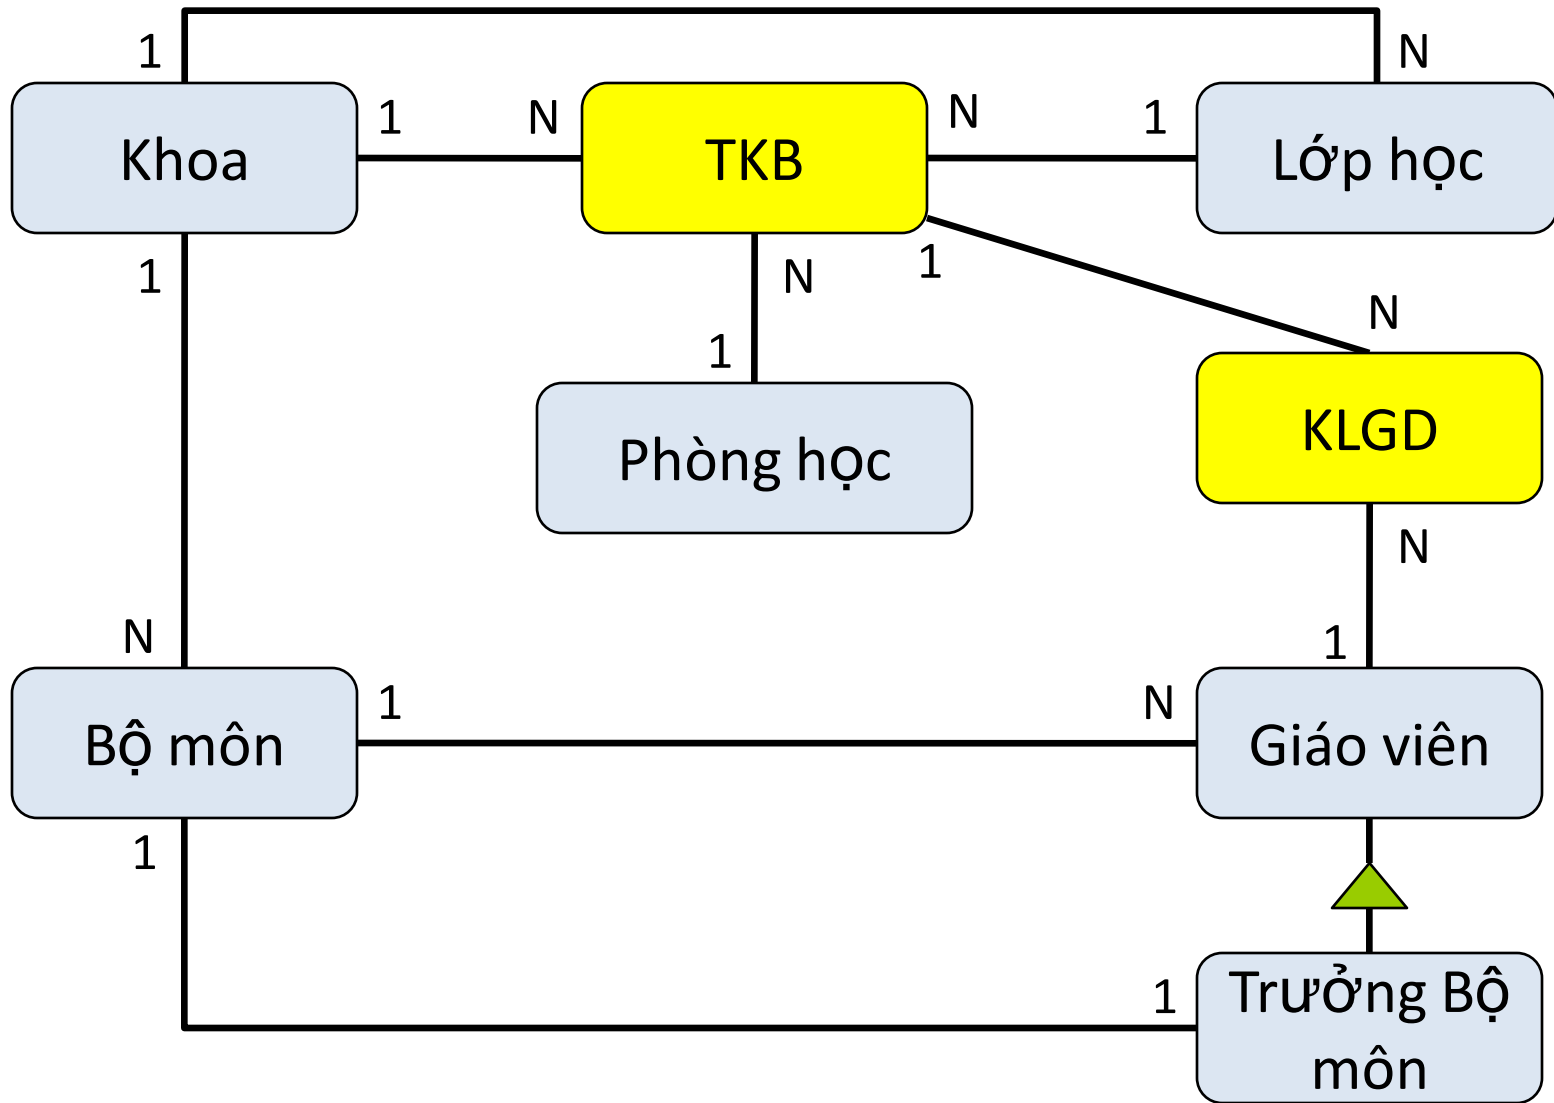 1 N
Khoa 1 N TKB N 1 Lớp học
1 N 1 N
1 KLGD
Phòng học
N
N 1
Bộ môn 1 N Giáo viên
1
1 Trưởng Bộ
môn